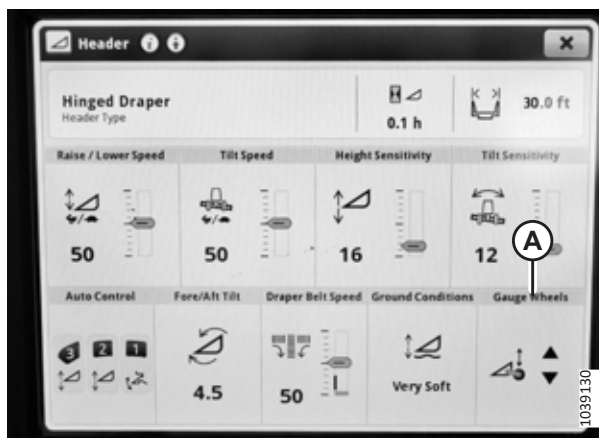 Header
Hinged Draper
Header Type
0.1 h
30.0 ft
Raise / Lower Speed
Tilt Speed
Height Sensitivity
Tilt Sensitivity
50
50
16
12
A
Auto Control
Fore/Aft Tilt
Draper Belt Speed
Ground Conditions
Gauge Wheels
3
2
1
4.5
50
Very Soft
1039130